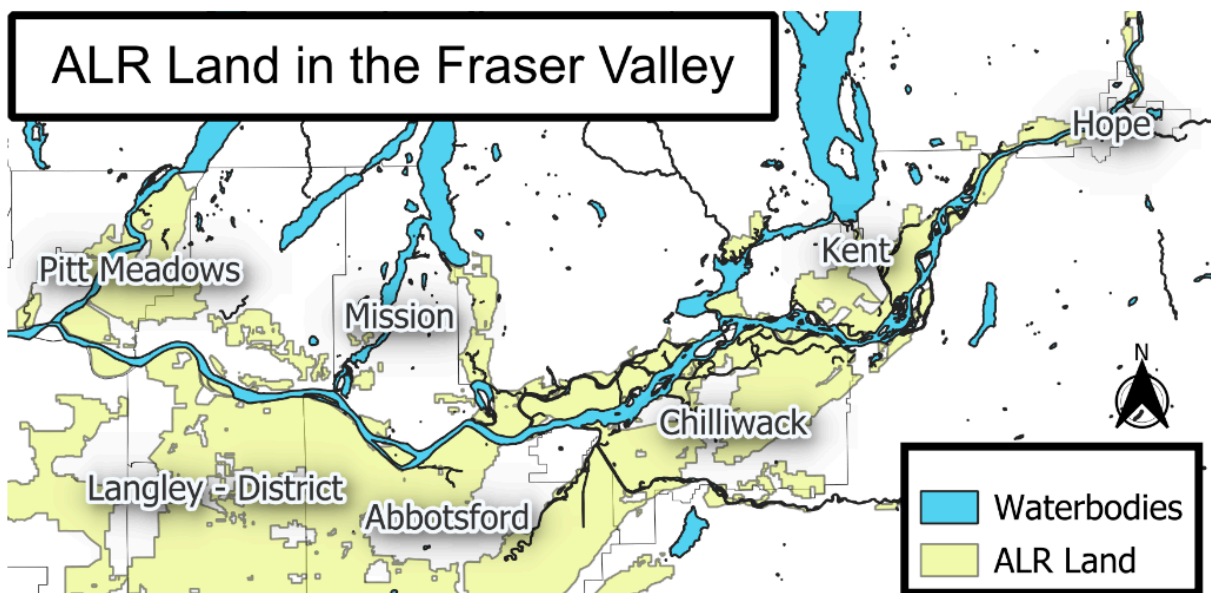 ALR Land in the Fraser Valley
Hope
Kent
Pitt Meadows
Mission
Chilliwack
Langley - District
Abbotsford
N
Waterbodies
ALR Land